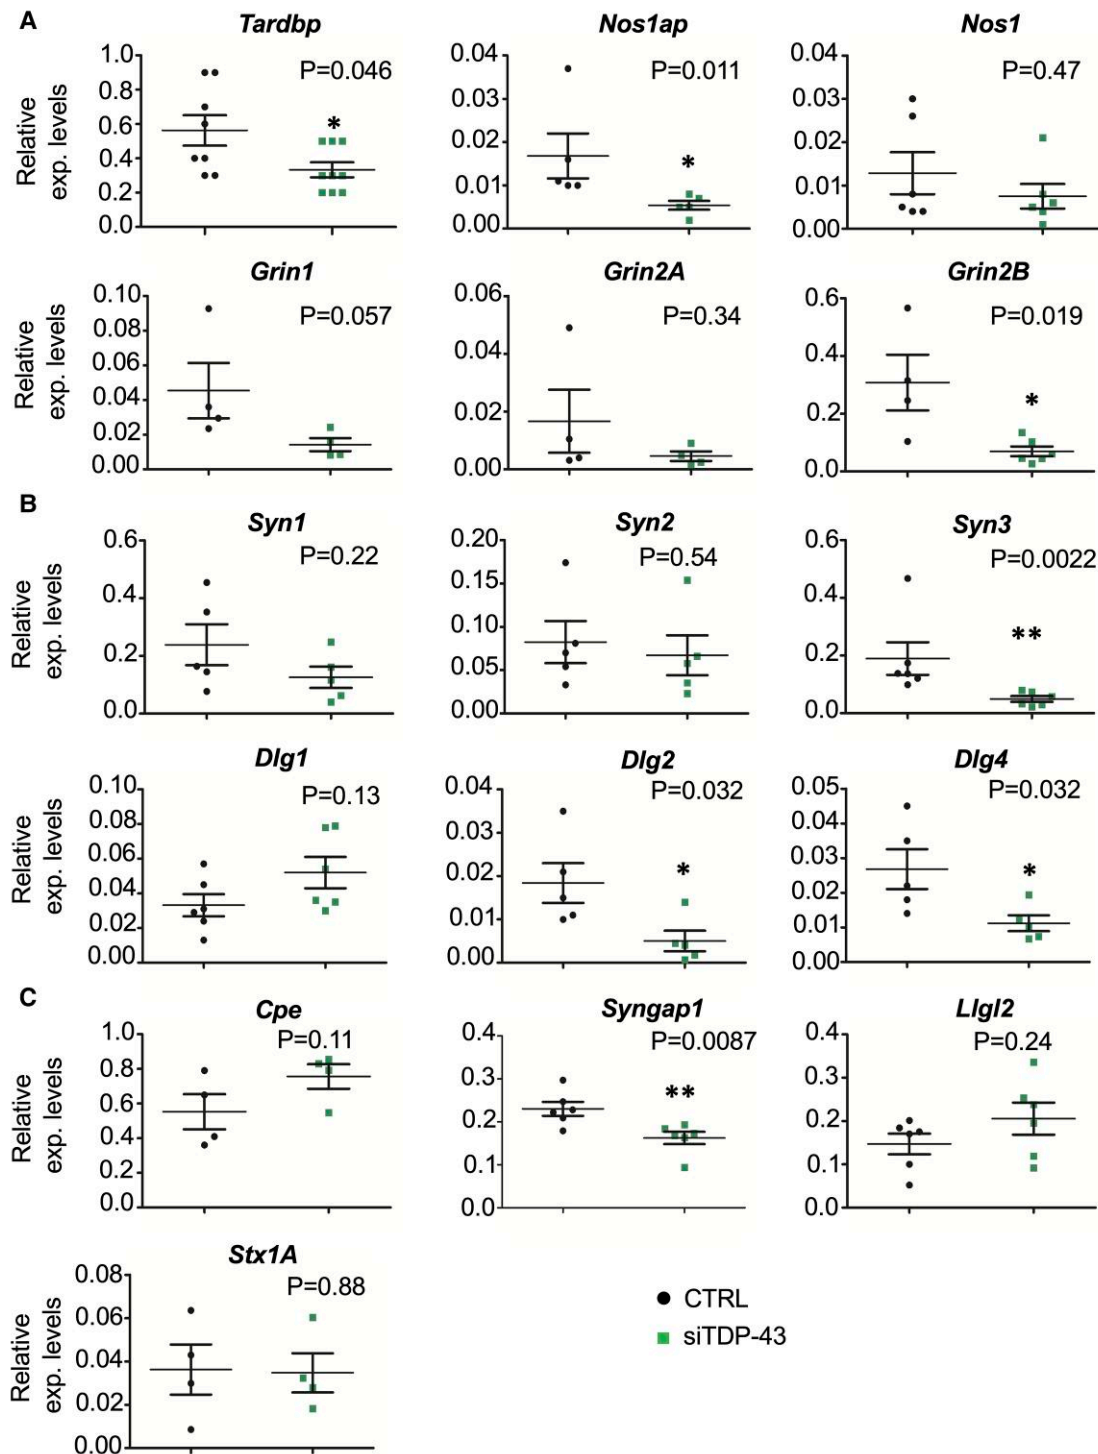 A
Tardbp Nos1ap Nos1
Relative exp. levels
1.0 0.8 0.6 0.4 0.2 0.0
P=0.046
*
0.04 0.03 0.02 0.01 0.00
P=0.011
*
0.04 0.03 0.02 0.01 0.00
P=0.47
Grin1 Grin2A Grin2B
Relative exp. levels
0.10 0.08 0.06 0.04 0.02 0.00
P=0.057
0.06 0.04 0.02 0.00
P=0.34
0.6 0.4 0.2 0.0
P=0.019
*
B
Syn1 Syn2 Syn3
Relative exp. levels
0.6 0.4 0.2 0.0
P=0.22
0.20 0.15 0.10 0.05 0.00
P=0.54
0.6 0.4 0.2 0.0
P=0.0022
**
Dlg1 Dlg2 Dlg4
Relative exp. levels
0.10 0.08 0.06 0.04 0.02 0.00
P=0.13
0.04 0.03 0.02 0.01 0.00
P=0.032
*
0.05 0.04 0.03 0.02 0.01 0.00
P=0.032
*
C
Cpe Syngap1 Llgl2
Relative exp. levels
1.0 0.8 0.6 0.4 0.2 0.0
P=0.11
0.4 0.3 0.2 0.1 0.0
P=0.0087
**
0.4 0.3 0.2 0.1 0.0
P=0.24
Stx1A
Relative exp. levels
0.08 0.06 0.04 0.02 0.00
P=0.88
CTRL
siTDP-43